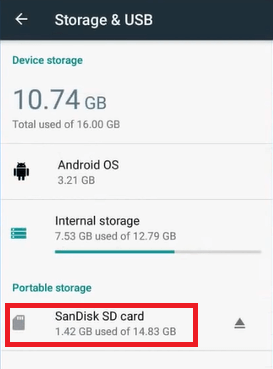 Storage & USB
Device storage
10.74 GB
Total used of 16.00 GB
Android OS
3.21 GB
Internal storage
7.53 GB used of 12.79 GB
Portable storage
SanDisk SD card
1.42 GB used of 14.83 GB